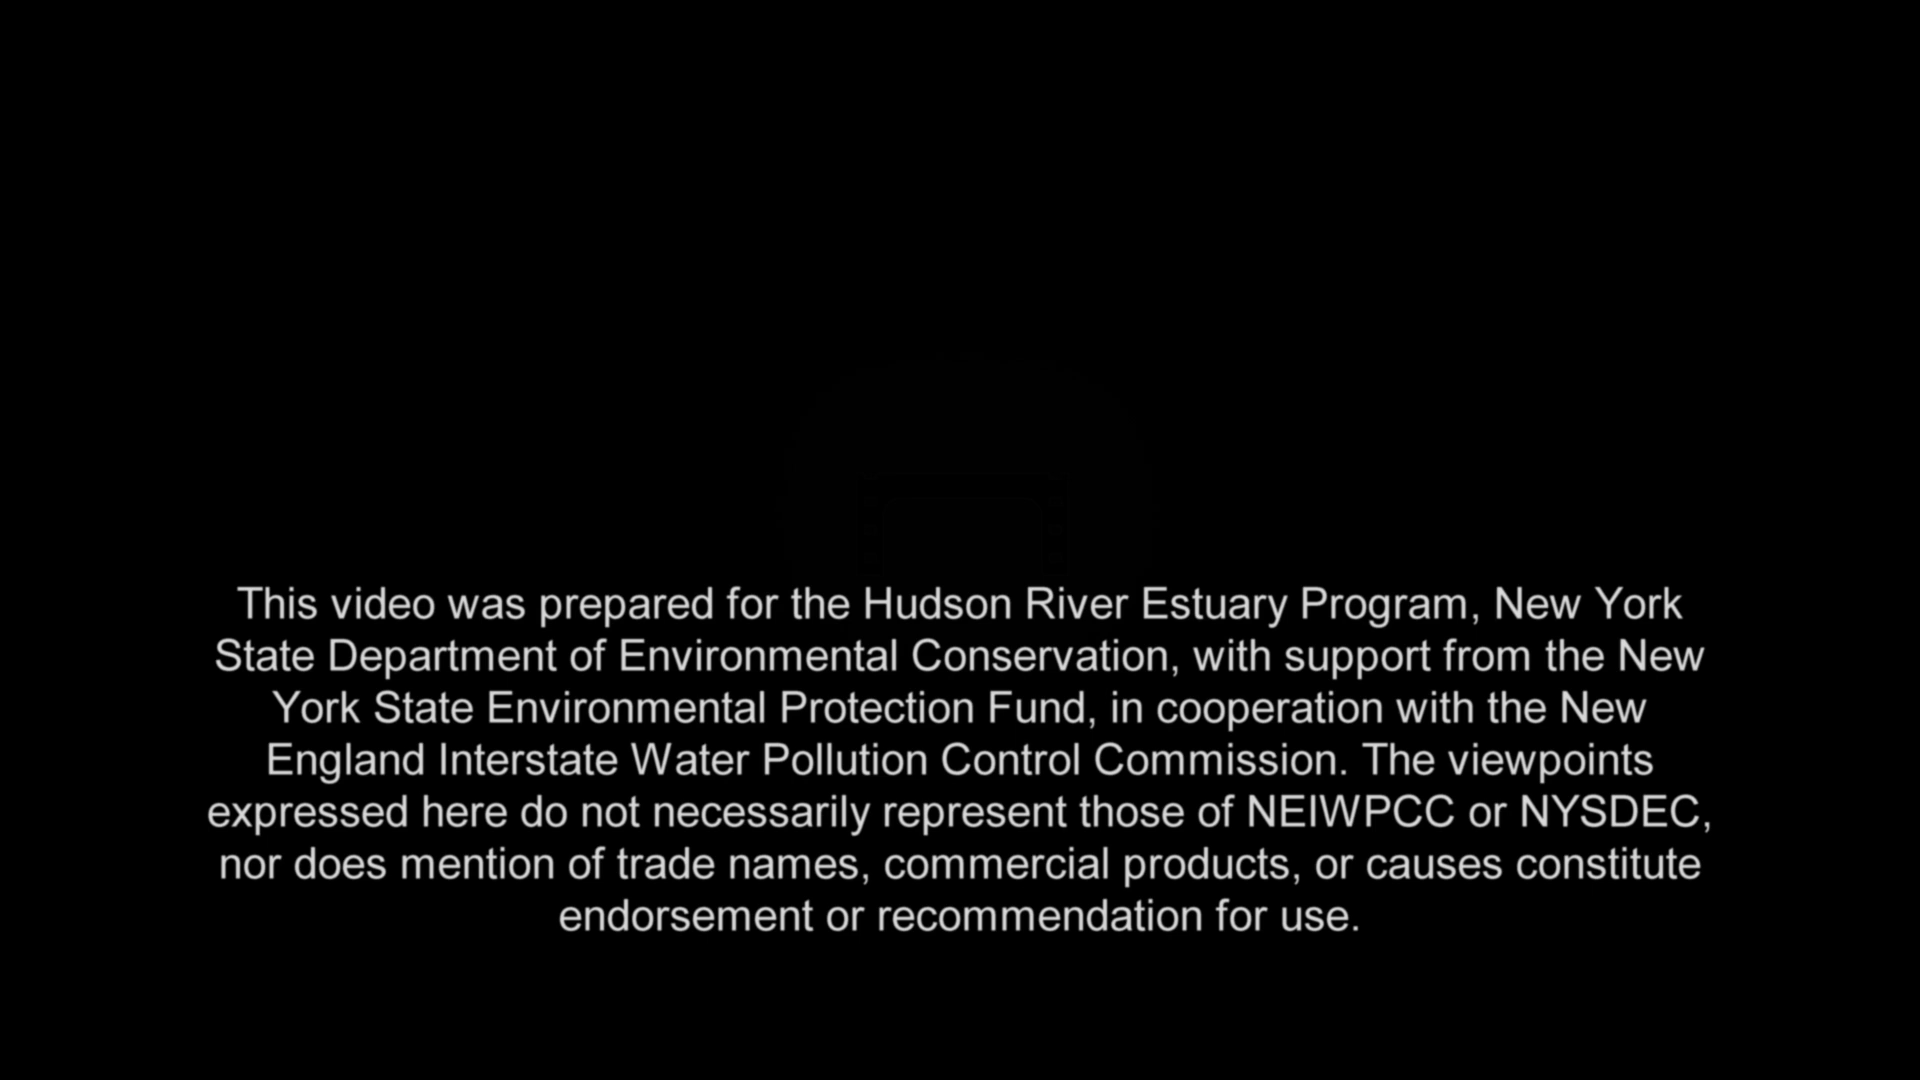 This video was prepared for the Hudson River Estuary Program, New York
State Department of Environmental Conservation, with support from the New
York State Environmental Protection Fund, in cooperation with the New
England Interstate Water Pollution Control Commission. The viewpoints
expressed here do not necessarily represent those of NEIWPCC or NYSDEC,
nor does mention of trade names, commercial products, or causes constitute
endorsement or recommendation for use.